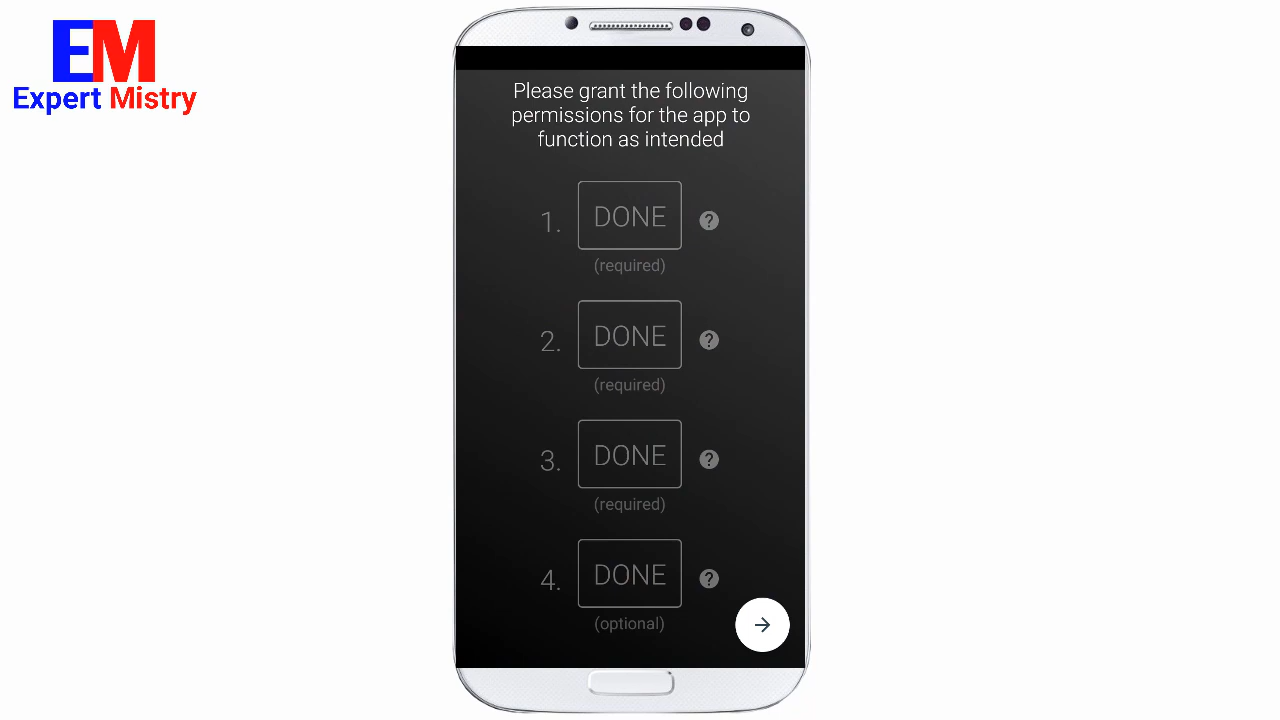 EM
Expert Mistry
Please grant the following
permissions for the app to
function as intended
1. DONE ?
(required)
2. DONE ?
(required)
3. DONE ?
(required)
4. DONE ?
(optional)